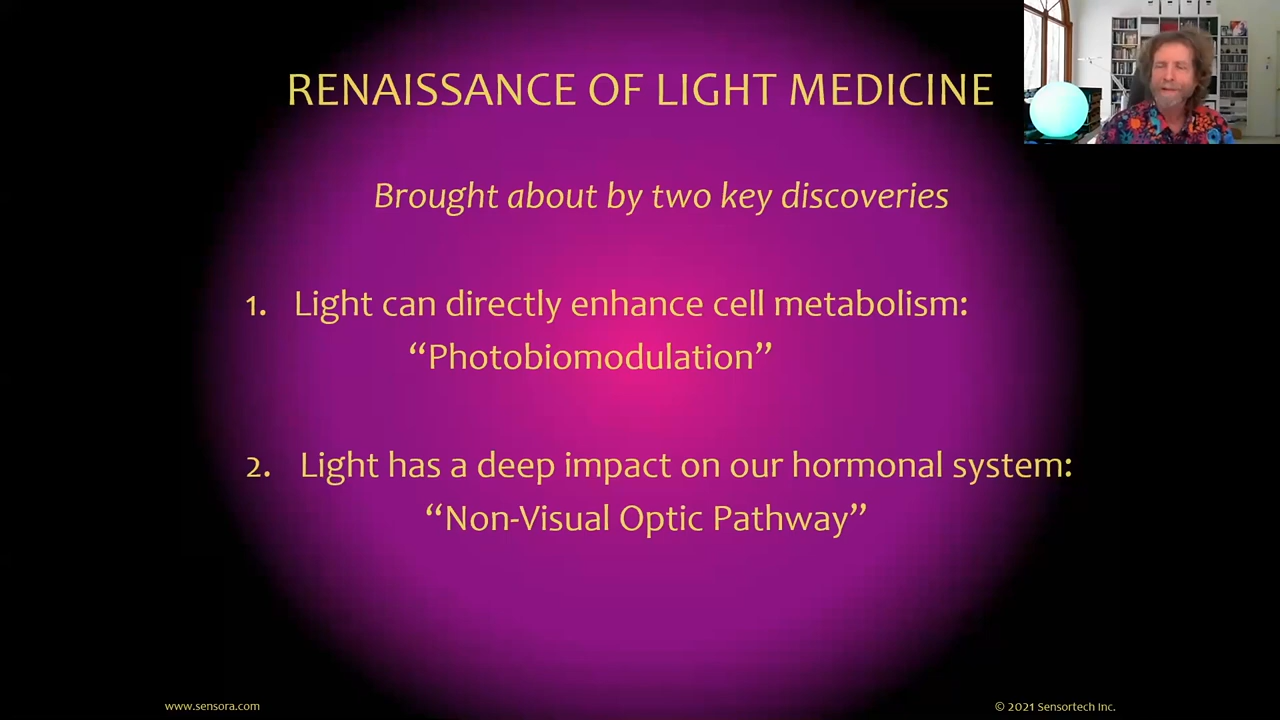 RENAISSANCE OF LIGHT MEDICINE
Brought about by two key discoveries
1. Light can directly enhance cell metabolism:
“Photobiomodulation”
2. Light has a deep impact on our hormonal system:
“Non-Visual Optic Pathway”
www.sensora.com
© 2021 Sensortech Inc.